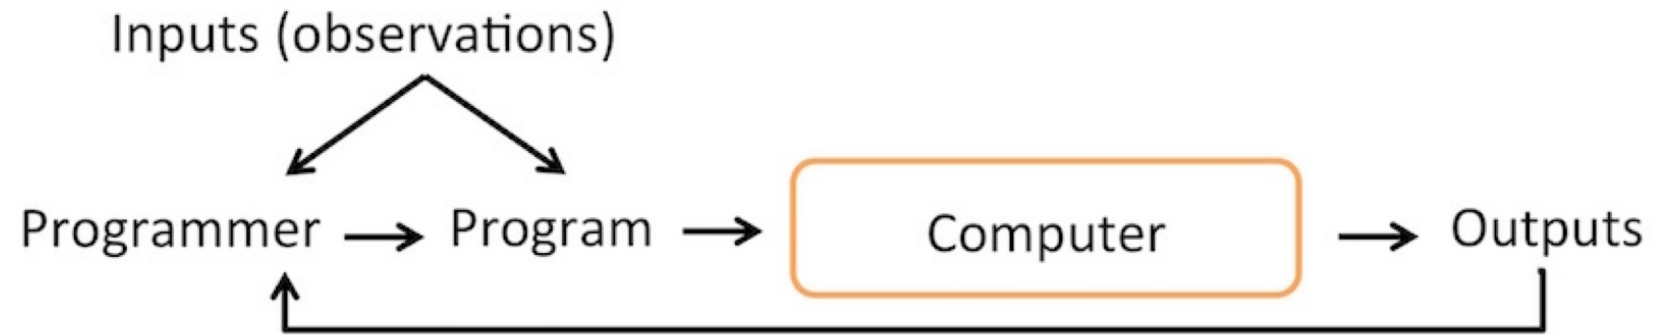 Inputs (observations)
Programmer
Program
Computer
Outputs